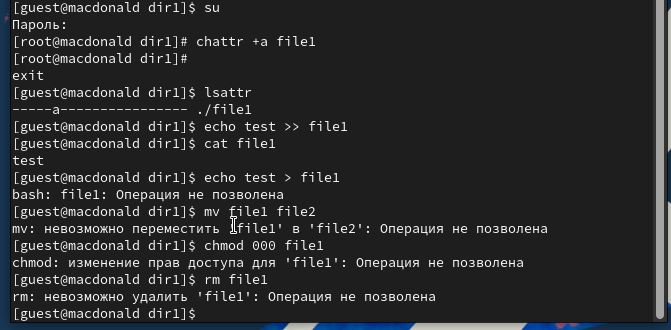 [guest@macdonald dir1]$ su
Пароль:
[root@macdonald dir1]# chattr +a file1
[root@macdonald dir1]#
exit
[guest@macdonald dir1]$ lsattr
-----a---------------- ./file1
[guest@macdonald dir1]$ echo test >> file1
[guest@macdonald dir1]$ cat file1
test
[guest@macdonald dir1]$ echo test > file1
bash: file1: Операция не позволена
[guest@macdonald dir1]$ mv file1 file2
mv: невозможно переместить 'file1' в 'file2': Операция не позволена
[guest@macdonald dir1]$ chmod 000 file1
chmod: изменение прав доступа для 'file1': Операция не позволена
[guest@macdonald dir1]$ rm file1
rm: невозможно удалить 'file1': Операция не позволена
[guest@macdonald dir1]$